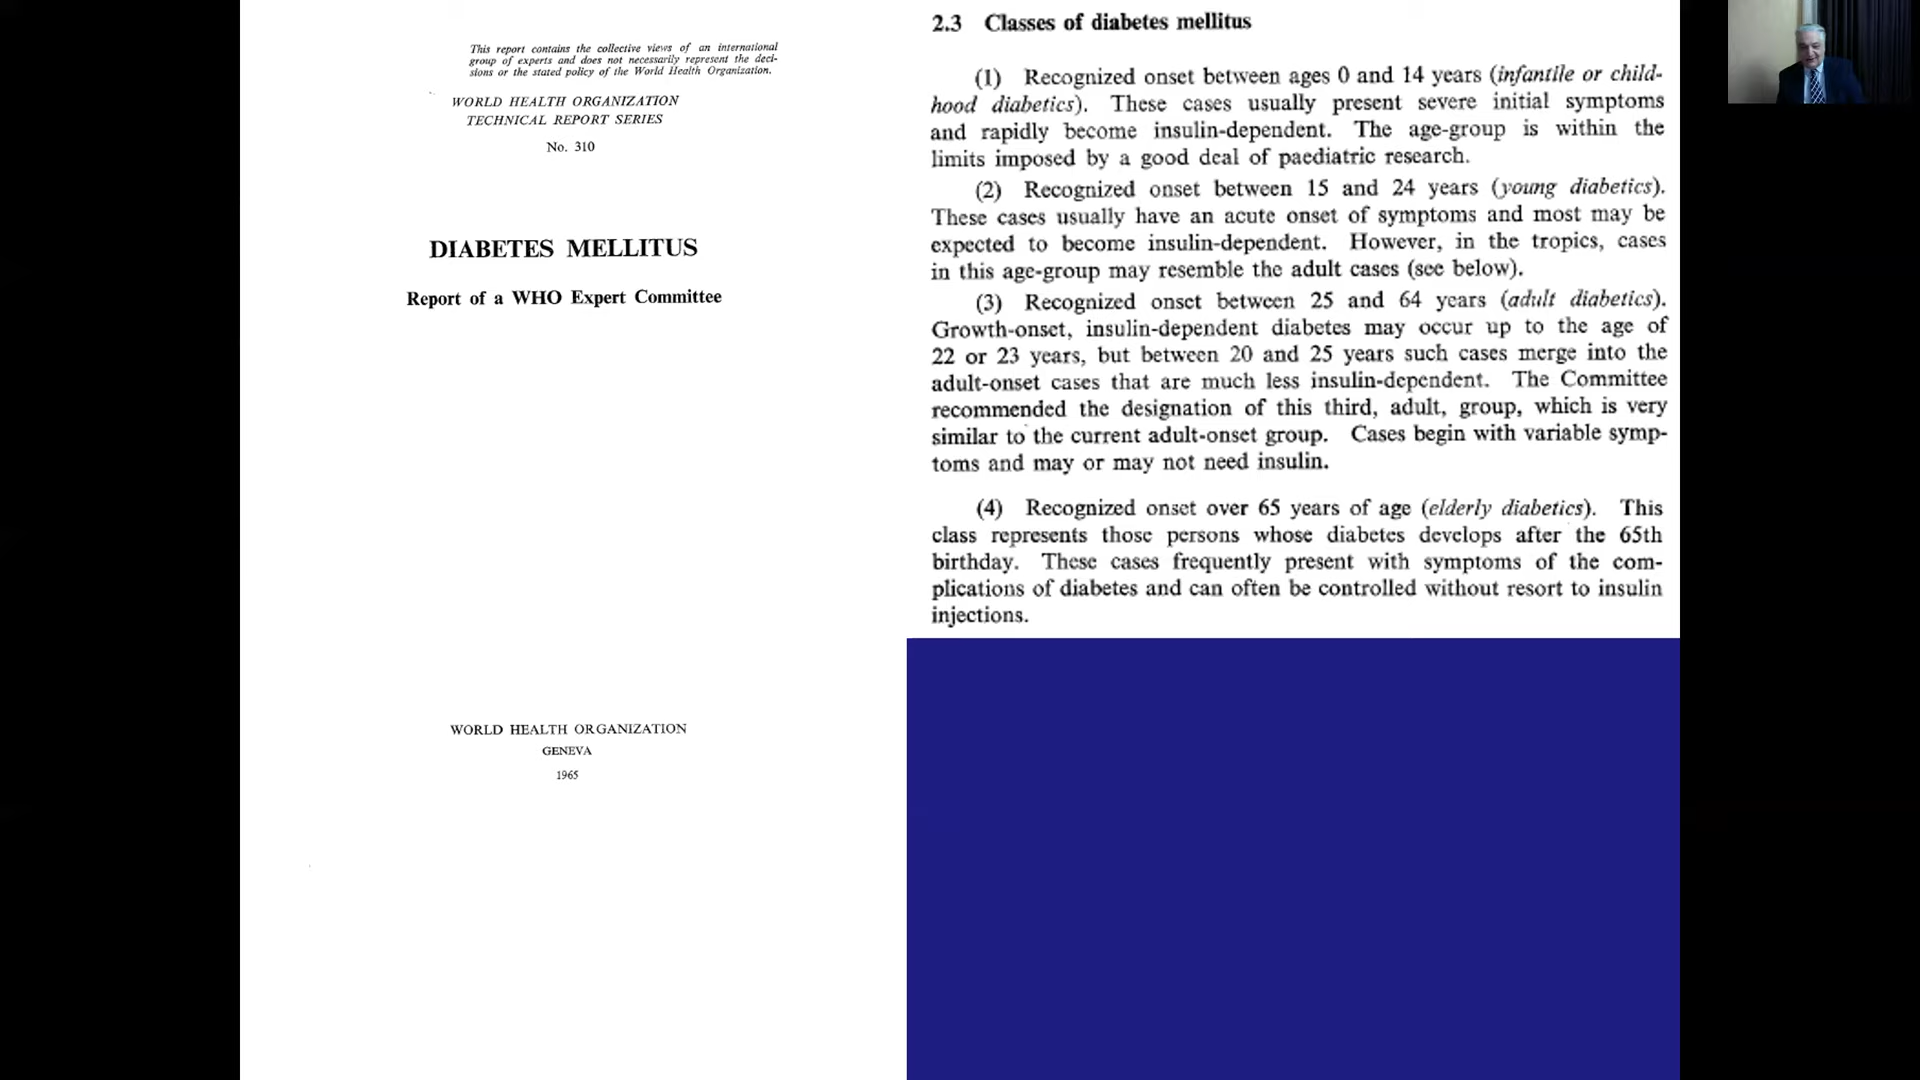 This report contains the collective views of an international
group of experts and does not necessarily represent the deci-
sions or the stated policy of the World Health Organization.
WORLD HEALTH ORGANIZATION
TECHNICAL REPORT SERIES
No. 310
DIABETES MELLITUS
Report of a WHO Expert Committee
WORLD HEALTH ORGANIZATION
GENEVA
1965
2.3 Classes of diabetes mellitus
(1) Recognized onset between ages 0 and 14 years (infantile or child-
hood diabetics). These cases usually present severe initial symptoms
and rapidly become insulin-dependent. The age-group is within the
limits imposed by a good deal of paediatric research.
(2) Recognized onset between 15 and 24 years (young diabetics).
These cases usually have an acute onset of symptoms and most may be
expected to become insulin-dependent. However, in the tropics, cases
in this age-group may resemble the adult cases (see below).
(3) Recognized onset between 25 and 64 years (adult diabetics).
Growth-onset, insulin-dependent diabetes may occur up to the age of
22 or 23 years, but between 20 and 25 years such cases merge into the
adult-onset cases that are much less insulin-dependent. The Committee
recommended the designation of this third, adult, group, which is very
similar to the current adult-onset group. Cases begin with variable symp-
toms and may or may not need insulin.
(4) Recognized onset over 65 years of age (elderly diabetics). This
class represents those persons whose diabetes develops after the 65th
birthday. These cases frequently present with symptoms of the com-
plications of diabetes and can often be controlled without resort to insulin
injections.